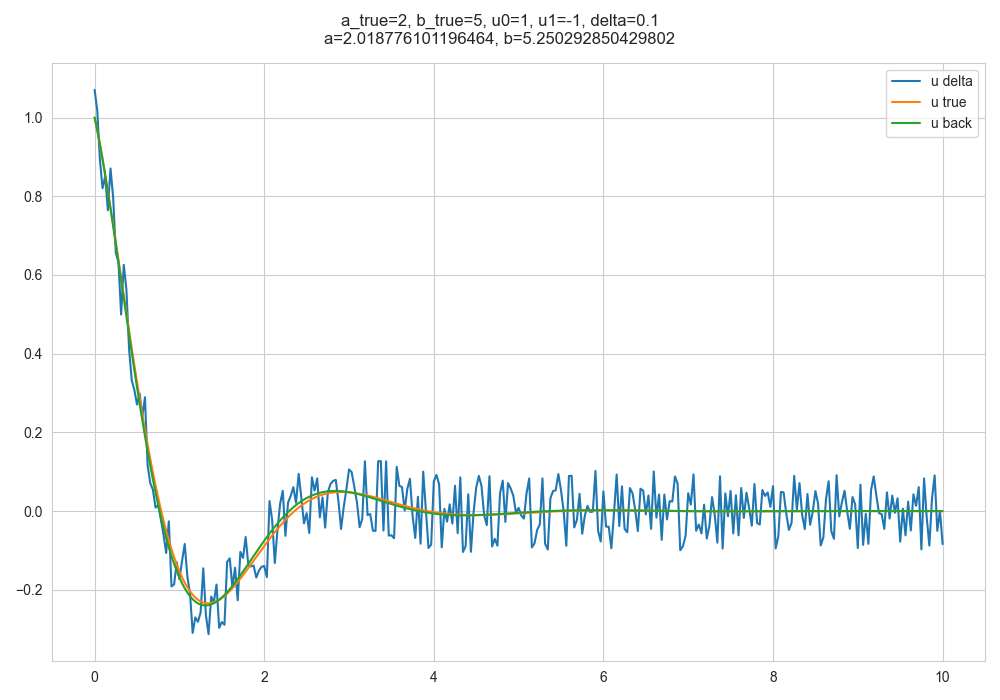 a_true=2, b_true=5, u0=1, u1=-1, delta=0.1
a=2.018776101196464, b=5.250292850429802
u delta
u true
u back
1.0
0.8
0.6
0.4
0.2
0.0
−0.2
0 2 4 6 8 10